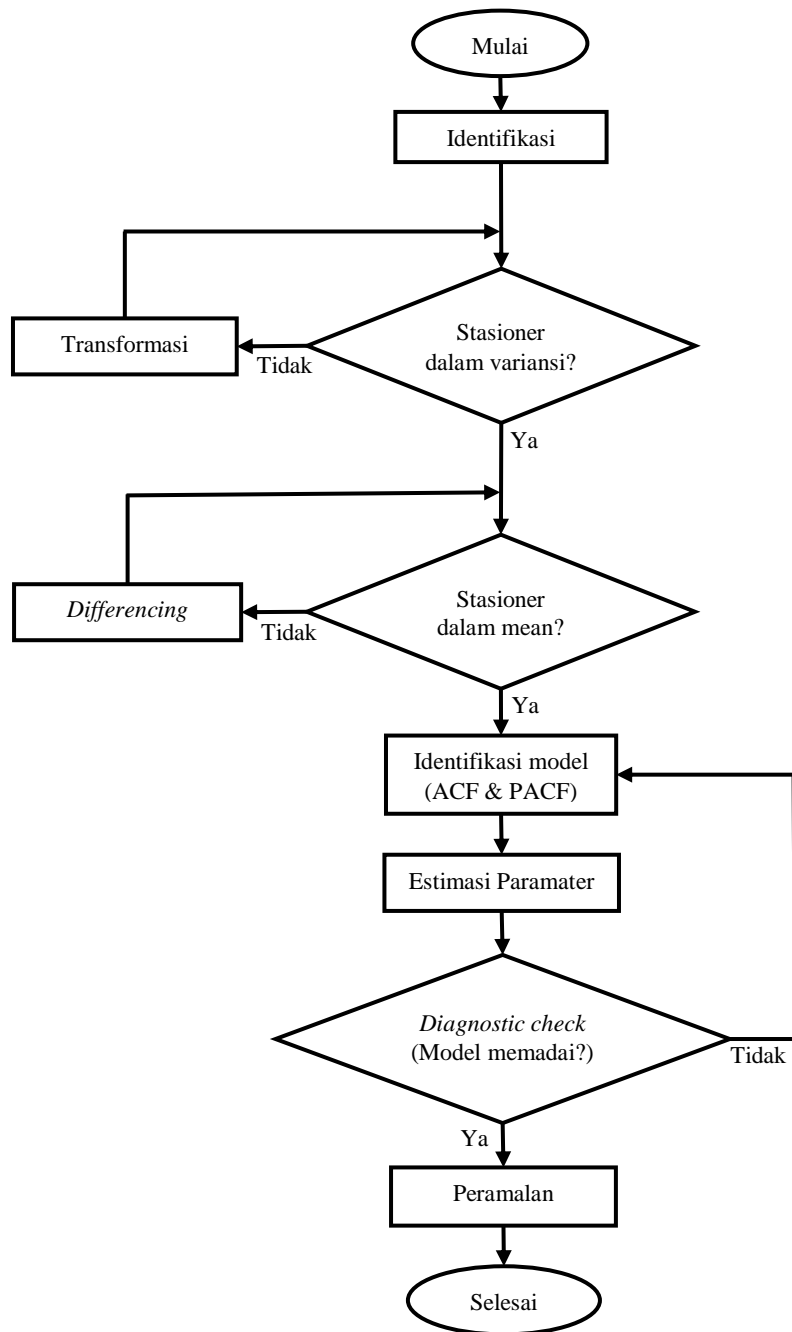 Mulai
Identifikasi
Stasioner
dalam variansi?
Transformasi
Tidak
Ya
Stasioner
dalam mean?
Differencing
Tidak
Ya
Identifikasi model
(ACF & PACF)
Estimasi Paramater
Diagnostic check
(Model memadai?)
Tidak
Ya
Peramalan
Selesai